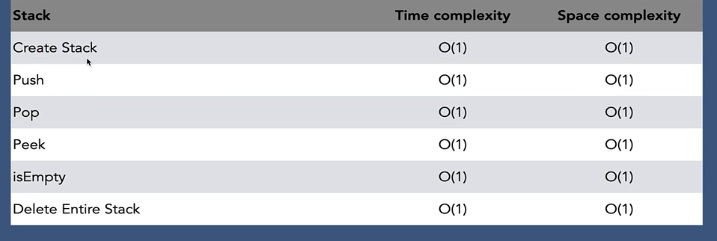 Stack Time complexity Space complexity
Create Stack O(1) O(1)
Push O(1) O(1)
Pop O(1) O(1)
Peek O(1) O(1)
isEmpty O(1) O(1)
Delete Entire Stack O(1) O(1)